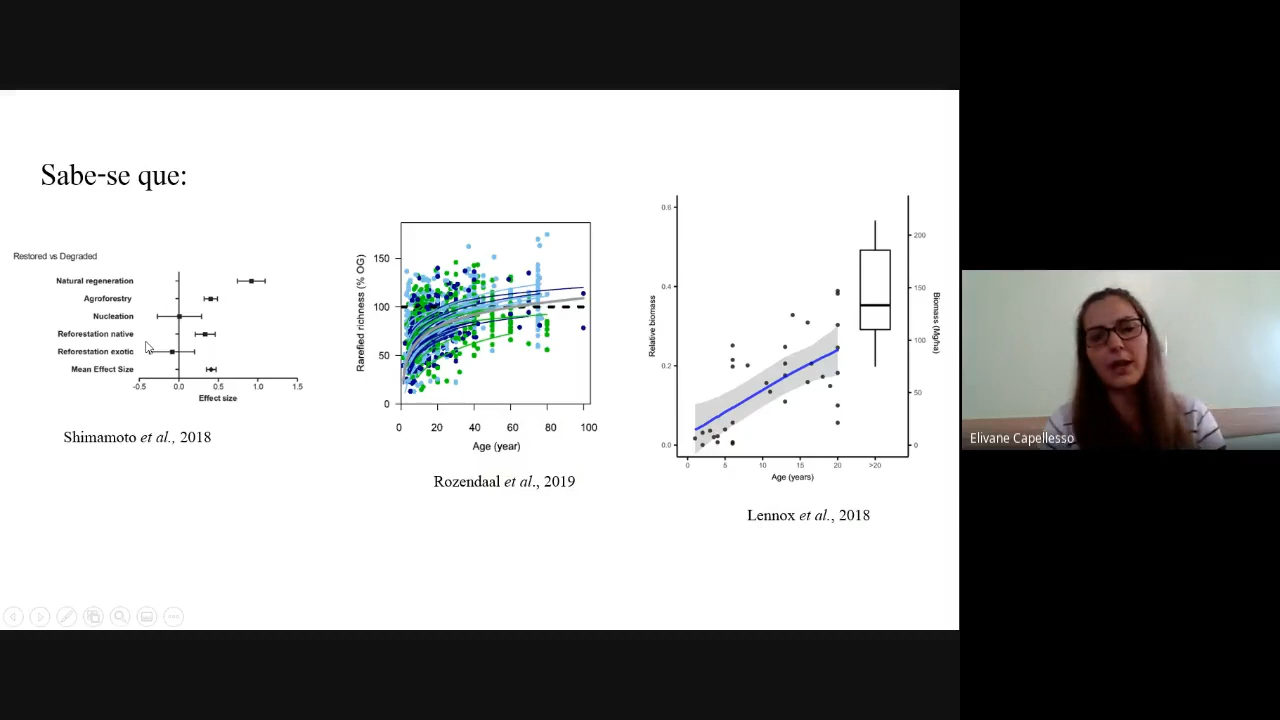 Sabe-se que:
Restored vs Degraded
Natural regeneration
Agroforestry
Nucleation
Reforestation native
Reforestation exotic
Mean Effect Size
-0.5 0.0 0.5 1.0 1.5
Effect size
Shimamoto et al., 2018
Rarefied richness (% OG)
150
100
50
0
0 20 40 60 80 100
Age (year)
Rozendaal et al., 2019
Relative biomass
0.6
0.4
0.2
0.0
0 5 10 15 20 >20
Age (years)
200
150
100
50
0
Biomass (Mg/ha)
Lennox et al., 2018
Elivane Capellesso